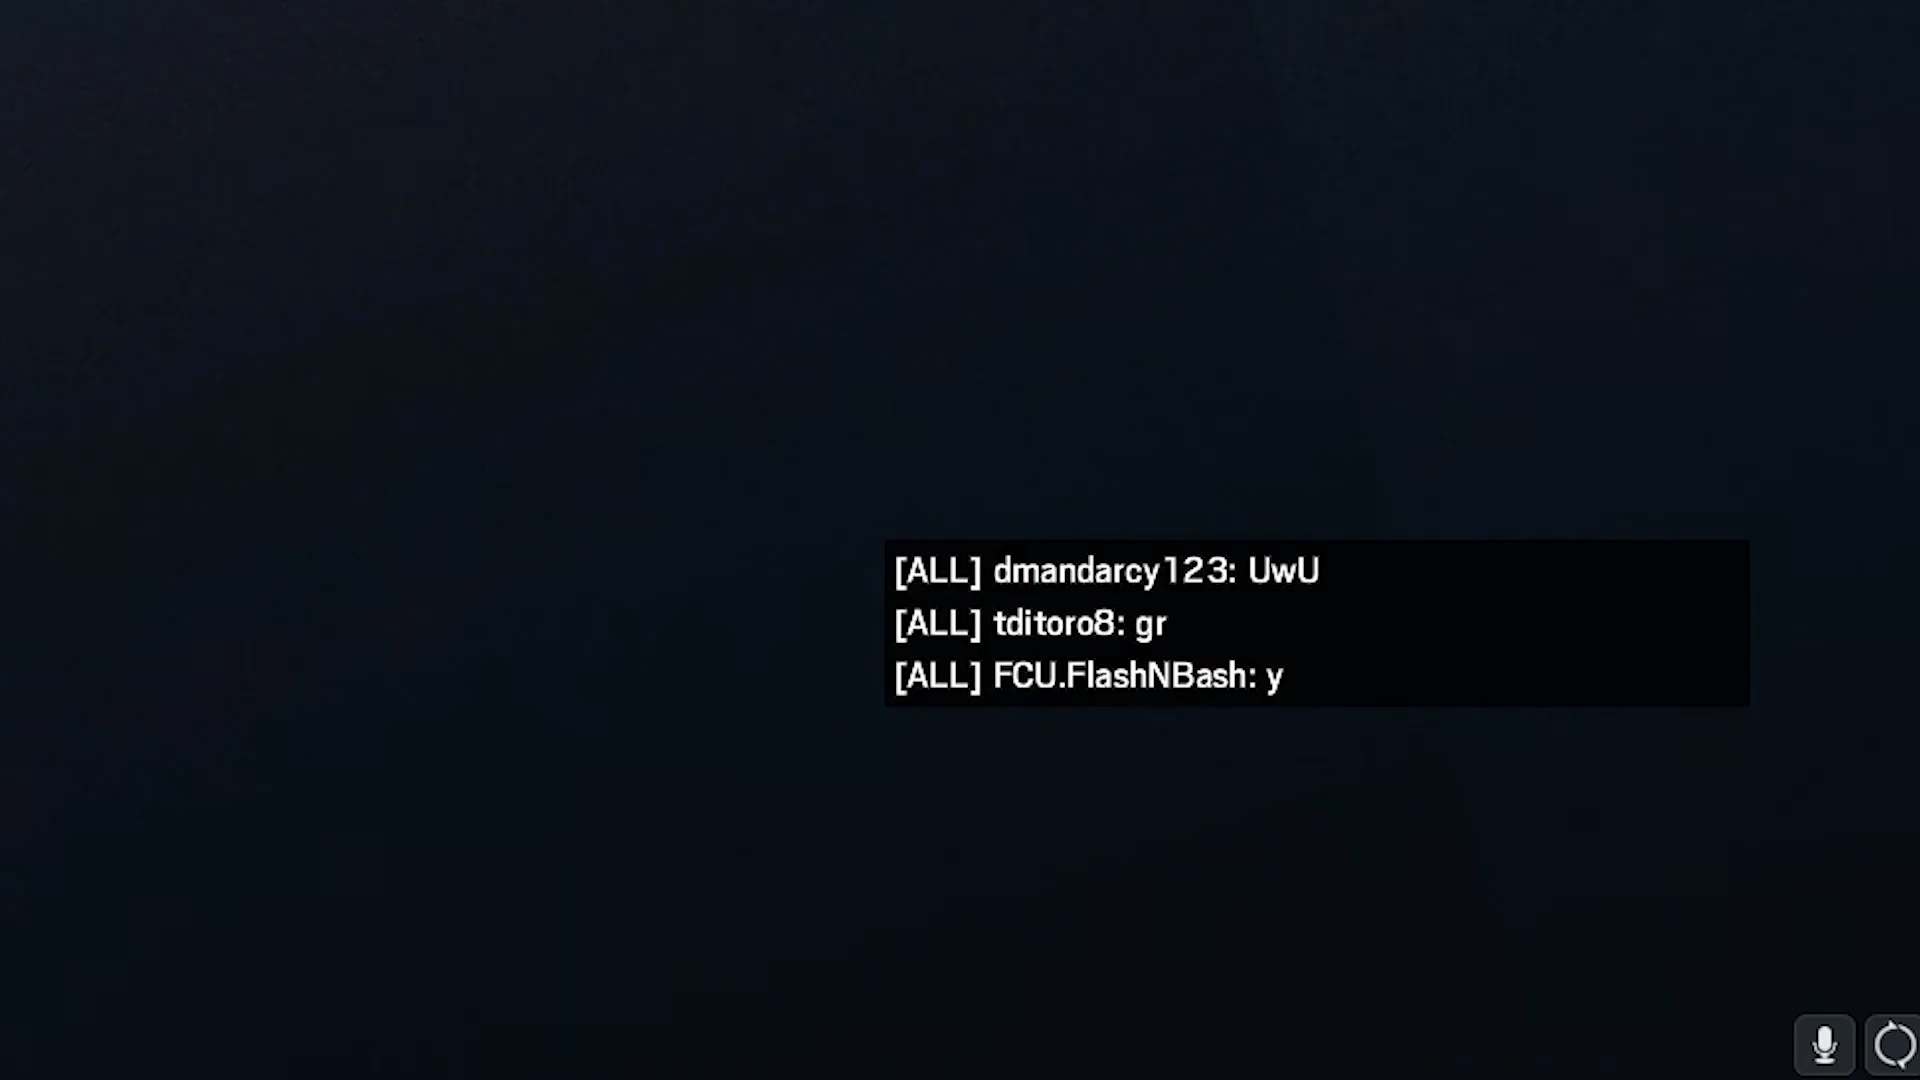 [ALL] dmandarcy123: UwU
[ALL] tditoro8: gr
[ALL] FCU.FlashNBash: y